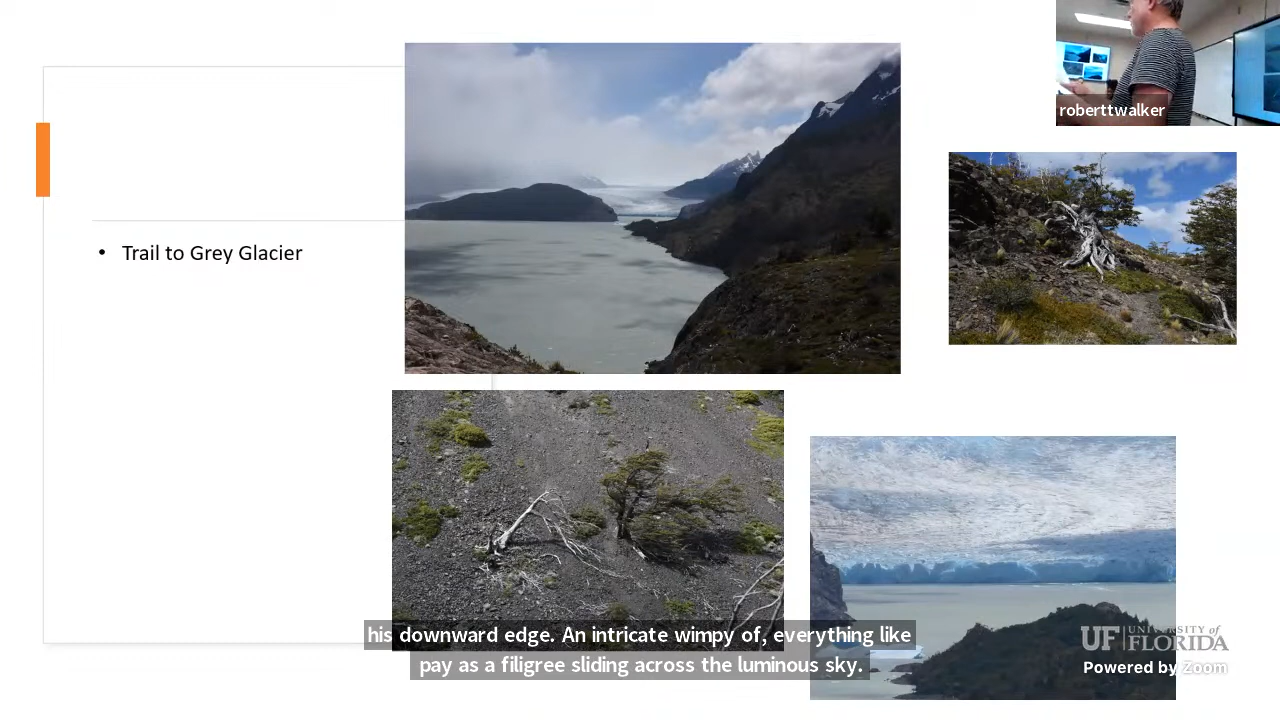 roberttwalker
• Trail to Grey Glacier
his downward edge. An intricate wimpy of, everything like
pay as a filigree sliding across the luminous sky.
UF UNIVERSITY of
FLORIDA
Powered by Zoom